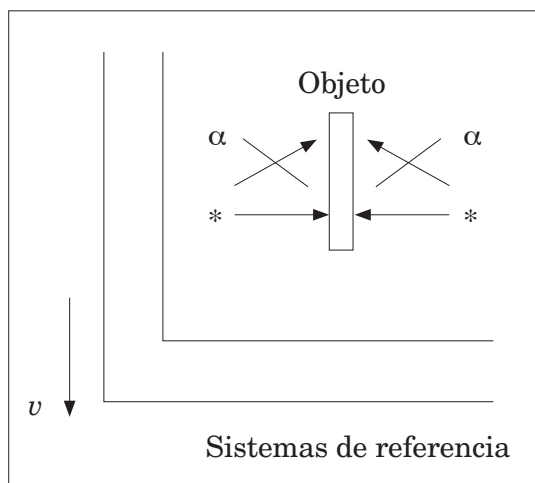 Objeto
α α
* *
v
Sistemas de referencia